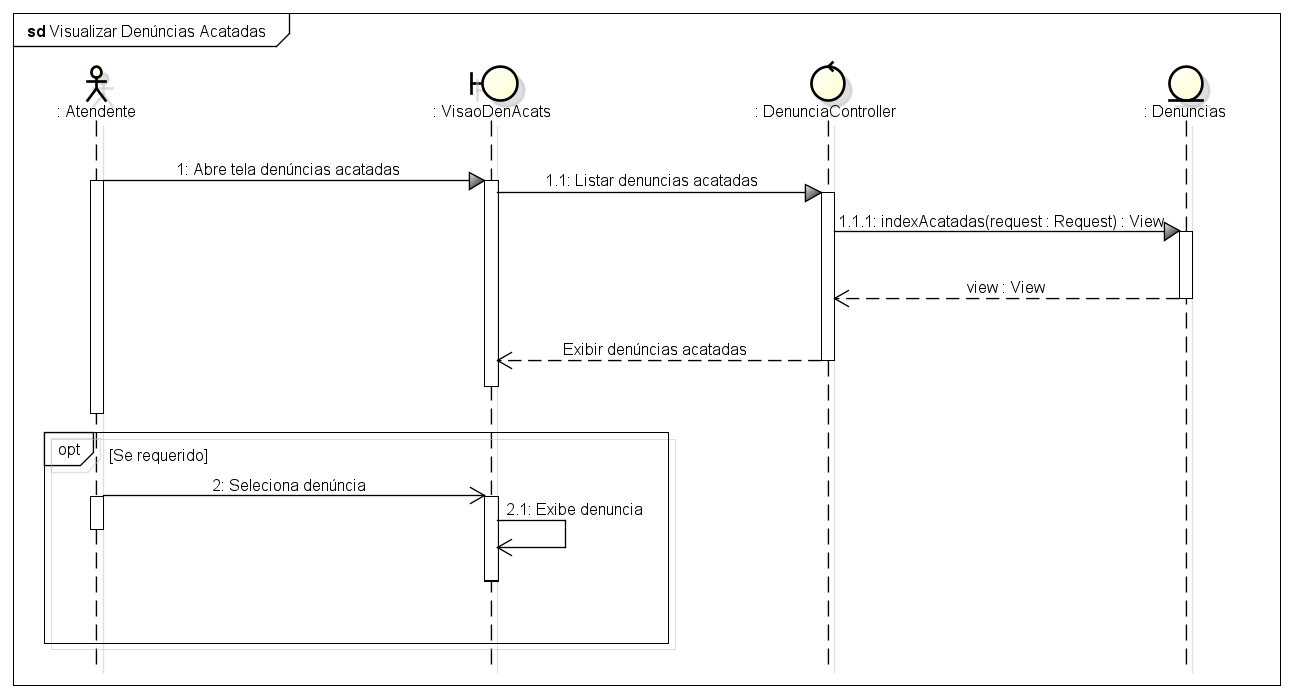 sd Visualizar Denúncias Acatadas
: Atendente
: VisaoDenAcats
: DenunciaController
: Denuncias
1: Abre tela denúncias acatadas
1.1: Listar denuncias acatadas
1.1.1: indexAcatadas(request : Request) : View
view : View
Exibir denúncias acatadas
opt
[Se requerido]
2: Seleciona denúncia
2.1: Exibe denuncia